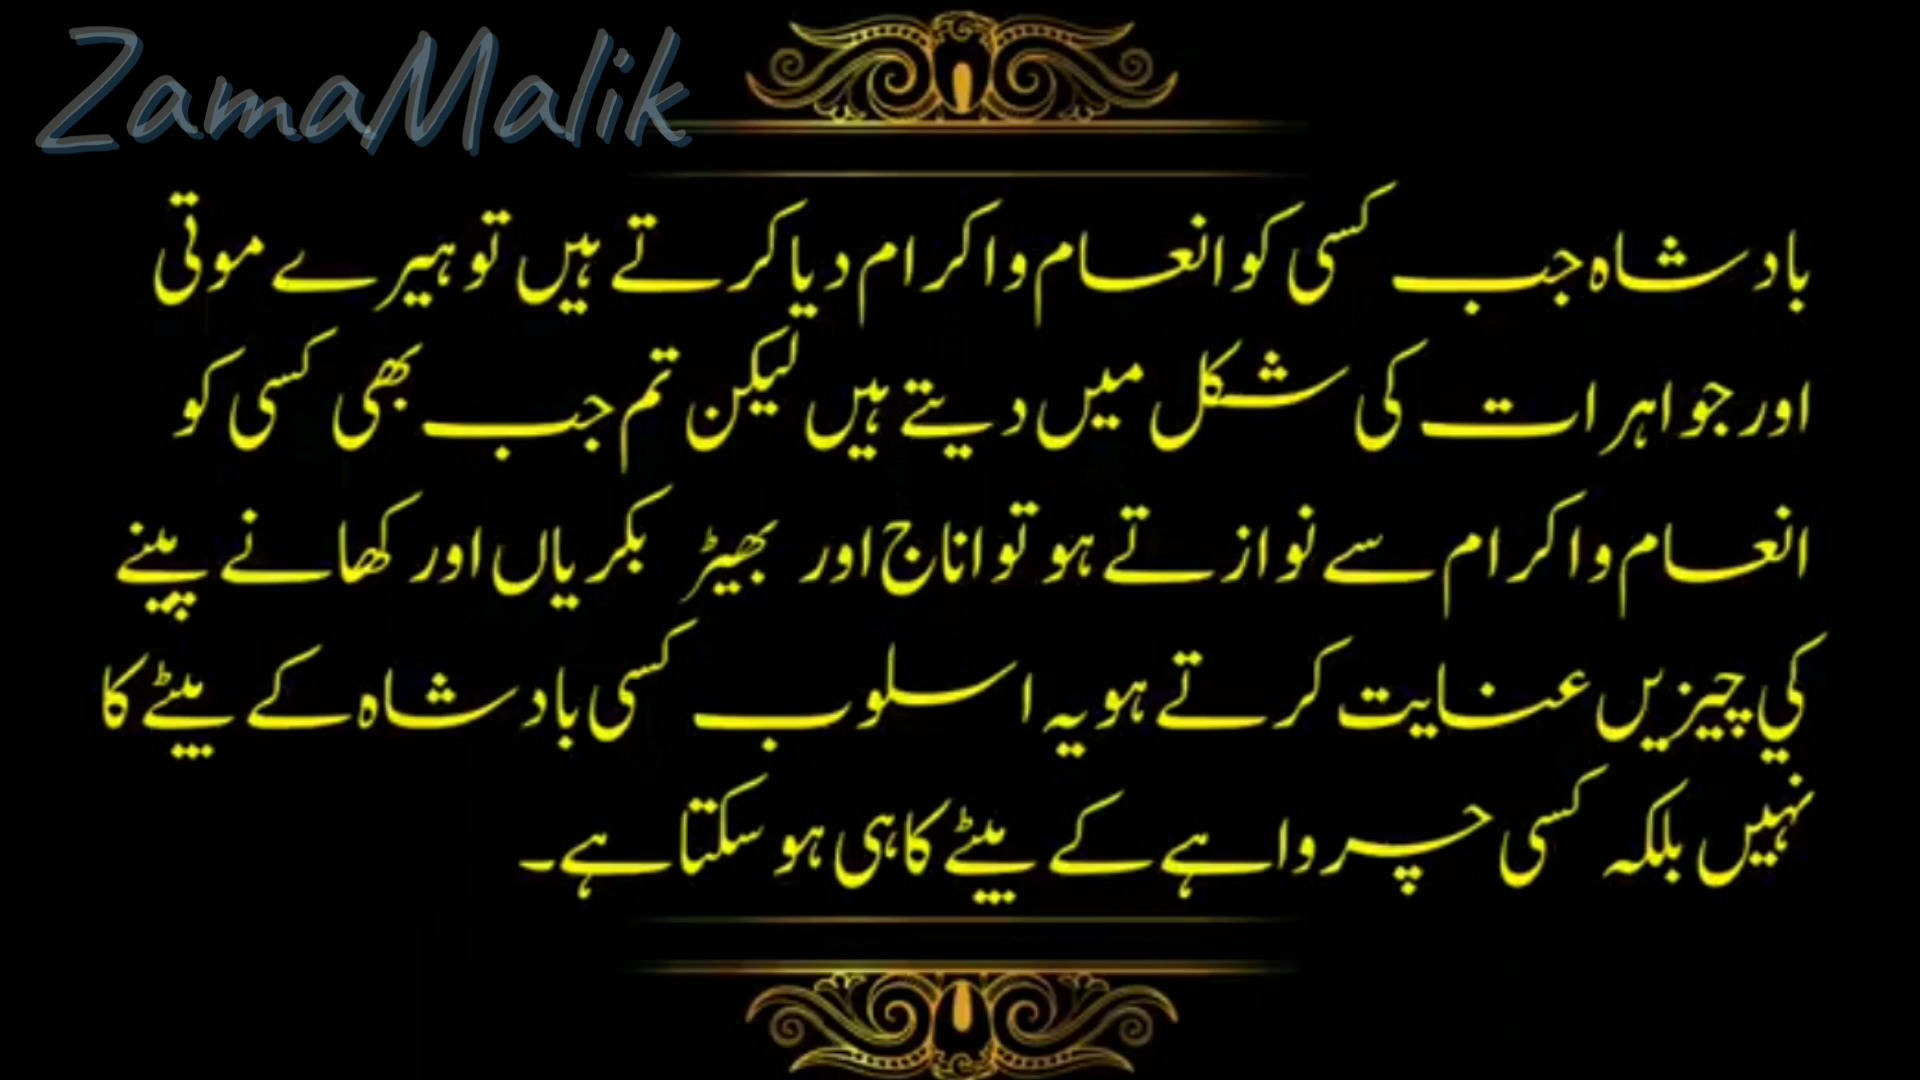 ZamaMalik
بادشاہ جب کسی کو انعام و اکرام دیا کرتے ہیں تو ہیرے موتی
اور جواہرات کی شکل میں دیتے ہیں لیکن تم جب بھی کسی کو
انعام و اکرام سے نوازتے ہو تو اناج اور بھیڑ بکریاں اور کھانے پینے
کی چیزیں عنایت کرتے ہو یہ اسلوب کسی بادشاہ کے بیٹے کا
نہیں بلکہ کسی چرواہے کے بیٹے کا ہی ہو سکتا ہے۔